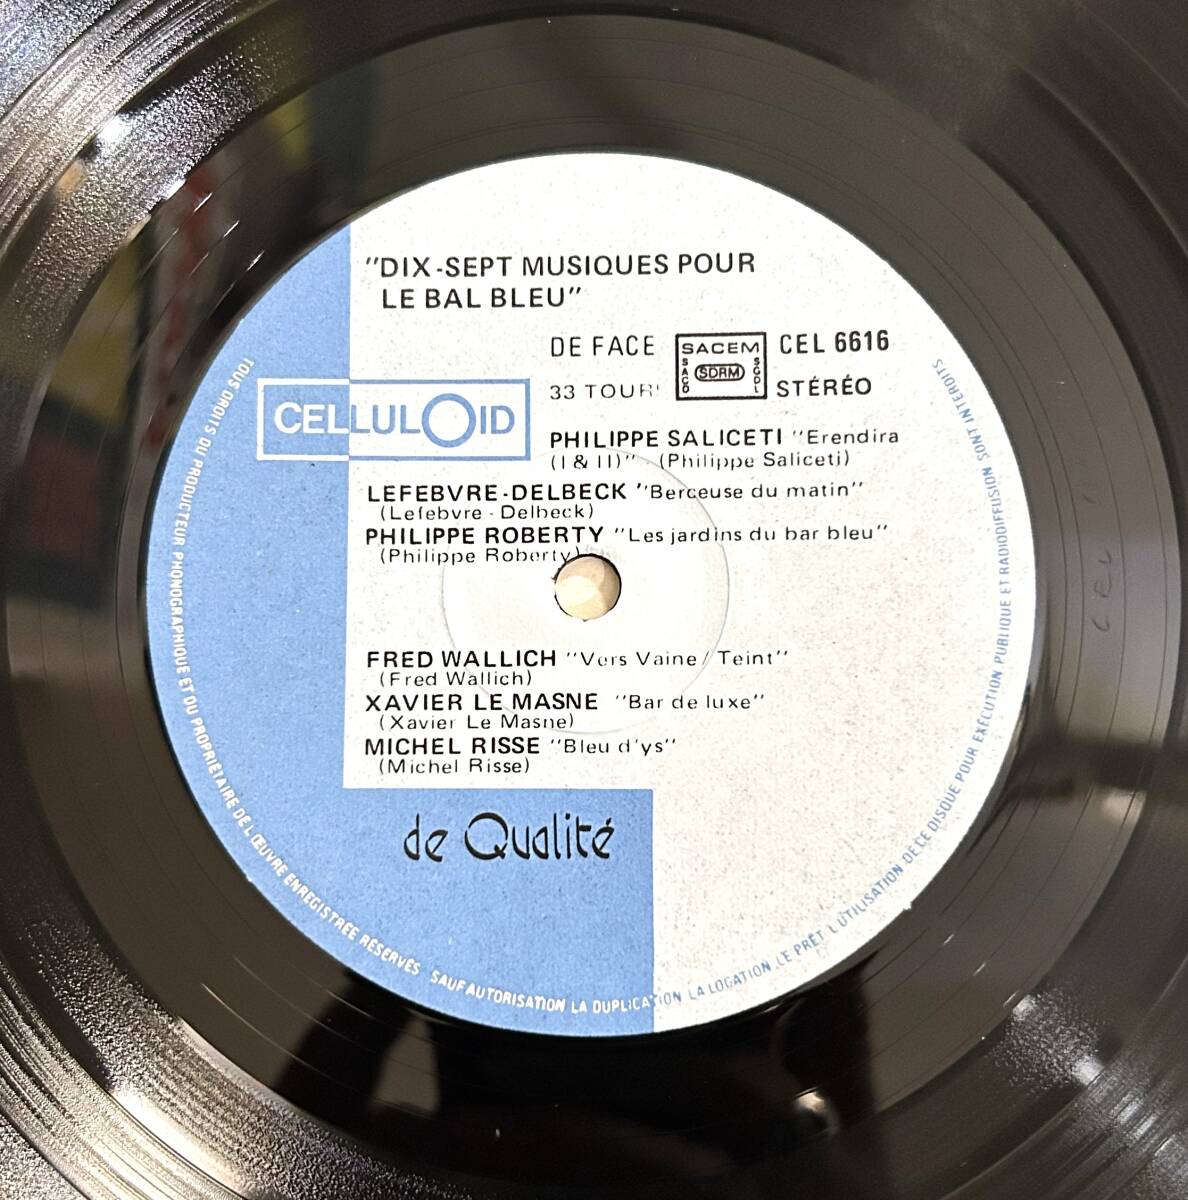 "DIX-SEPT MUSIQUES POUR
LE BAL BLEU"
DE FACE
SACEM
SACD
SDRM
SGDL
CEL 6616
33 TOUR
STÉRÉO
CELLULOID
PHILIPPE SALICETI "Erendira
(I & II)" (Philippe Saliceti)
LEFEBVRE-DELBECK "Berceuse du matin"
(Lefebvre - Delbeck)
PHILIPPE ROBERTY "Les jardins du bar bleu"
(Philippe Roberty)
FRED WALLICH "Vers Vaine / Teint"
(Fred Wallich)
XAVIER LE MASNE "Bar de luxe"
(Xavier Le Masne)
MICHEL RISSE "Bleu d'ys"
(Michel Risse)
de Qualité
TOUS DROITS DU PRODUCTEUR PHONOGRAPHIQUE ET DU PROPRIÉTAIRE DE L'ŒUVRE ENREGISTRÉE RÉSERVÉS SAUF AUTORISATION LA DUPLICATION LA LOCATION LE PRÊT L'UTILISATION DE CE DISQUE POUR EXÉCUTION PUBLIQUE ET RADIODIFFUSION SONT INTERDITS
CEL